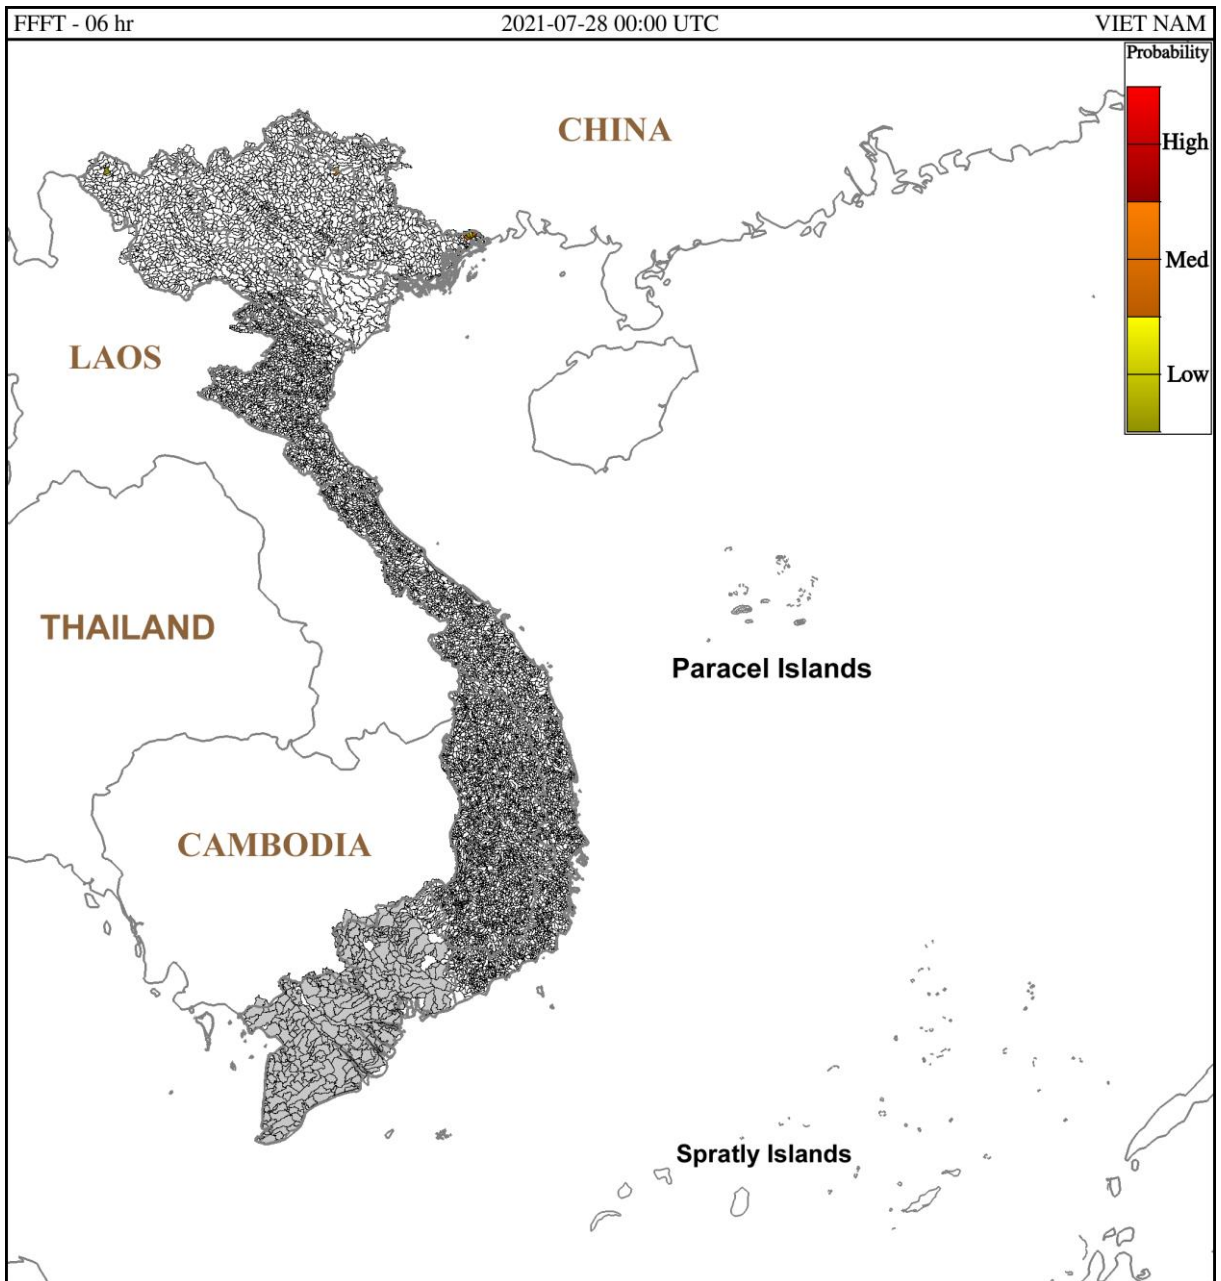 FFFT - 06 hr 2021-07-28 00:00 UTC VIET NAM
Probability
CHINA
High
Med
LAOS
Low
THAILAND
Paracel Islands
CAMBODIA
Spratly Islands